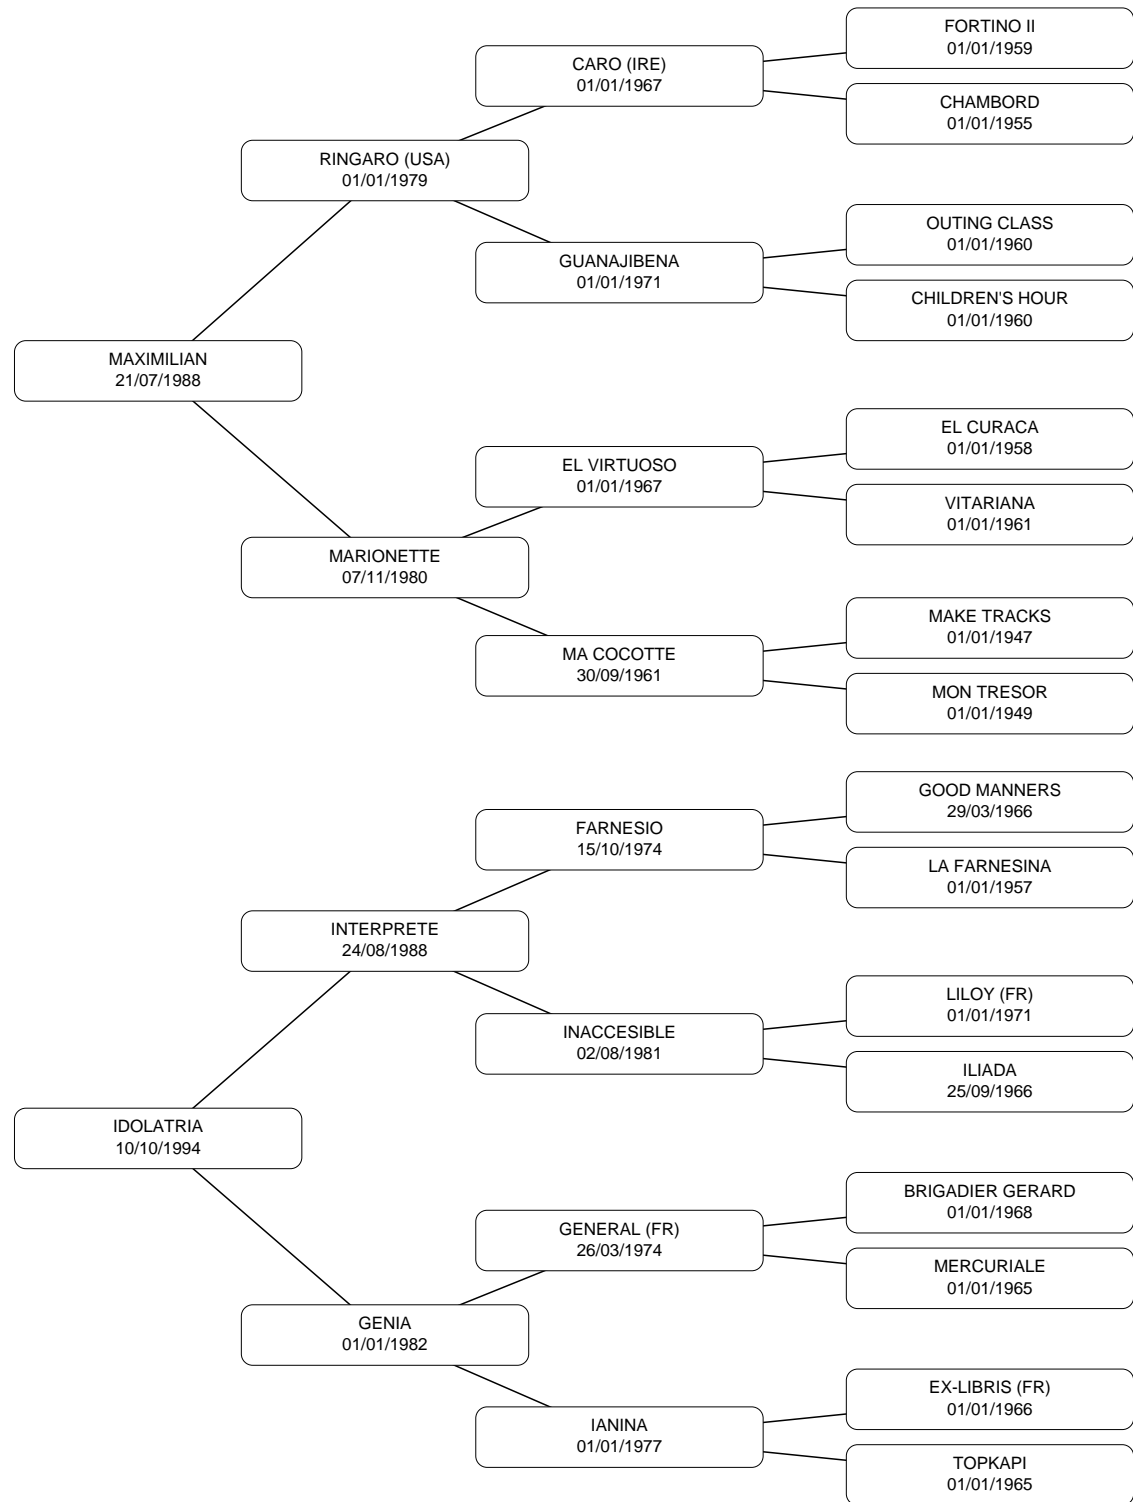 FORTINO II
01/01/1959
CARO (IRE)
01/01/1967
CHAMBORD
01/01/1955
RINGARO (USA)
01/01/1979
OUTING CLASS
01/01/1960
GUANAJIBENA
01/01/1971
CHILDREN'S HOUR
01/01/1960
MAXIMILIAN
21/07/1988
EL CURACA
01/01/1958
EL VIRTUOSO
01/01/1967
VITARIANA
01/01/1961
MARIONETTE
07/11/1980
MAKE TRACKS
01/01/1947
MA COCOTTE
30/09/1961
MON TRESOR
01/01/1949
GOOD MANNERS
29/03/1966
FARNESIO
15/10/1974
LA FARNESINA
01/01/1957
INTERPRETE
24/08/1988
LILOY (FR)
01/01/1971
INACCESIBLE
02/08/1981
ILIADA
25/09/1966
IDOLATRIA
10/10/1994
BRIGADIER GERARD
01/01/1968
GENERAL (FR)
26/03/1974
MERCURIALE
01/01/1965
GENIA
01/01/1982
EX-LIBRIS (FR)
01/01/1966
IANINA
01/01/1977
TOPKAPI
01/01/1965